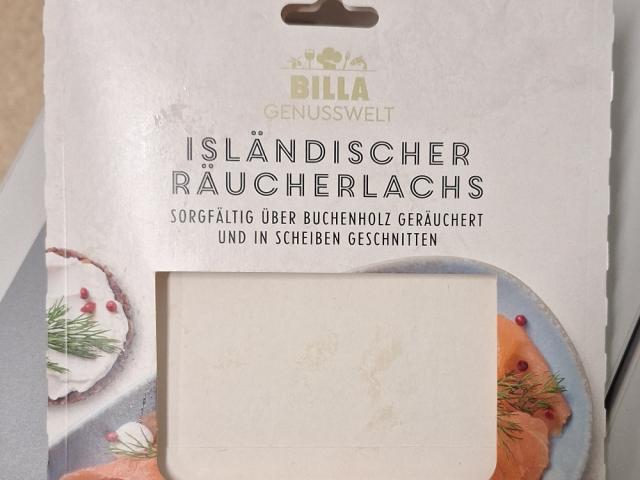 BILLA
GENUSSWELT
ISLÄNDISCHER
RÄUCHERLACHS
SORGFÄLTIG ÜBER BUCHENHOLZ GERÄUCHERT
UND IN SCHEIBEN GESCHNITTEN